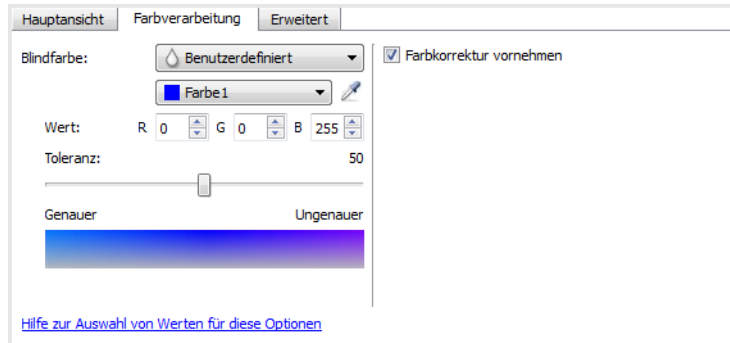 Hauptansicht Farbverarbeitung Erweitert
Blindfarbe: Benutzerdefiniert
Farbkorrektur vornehmen
Farbe1
Wert: R 0 G 0 B 255
Toleranz: 50
Genauer Ungenauer
Hilfe zur Auswahl von Werten für diese Optionen